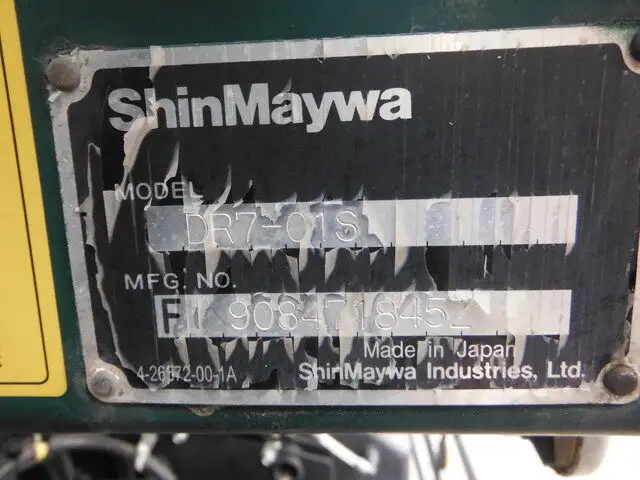 ShinMaywa
MODEL
DR7-01S
MFG. NO.
F 9084718452
Made in Japan
4-26672-00-1A
ShinMaywa Industries, Ltd.